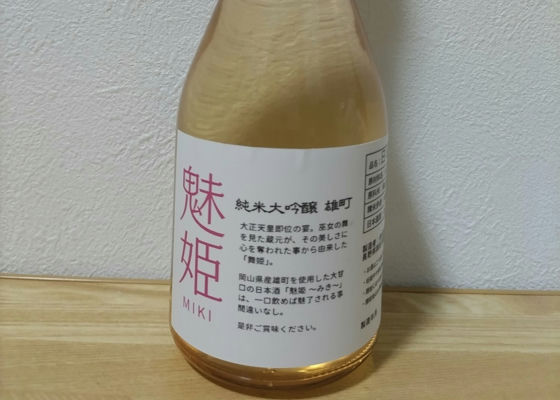 魅姫
MIKI
純米大吟醸 雄町
大正天皇即位の宴。巫女の舞
を見た蔵元が、その美しさに
心を奪われた事から由来した
「舞姫」。
岡山県産雄町を使用した大甘
口の日本酒「魅姫 〜みき〜」
は、一口飲めば魅了される事
間違いなし。
是非ご賞味ください。
品名